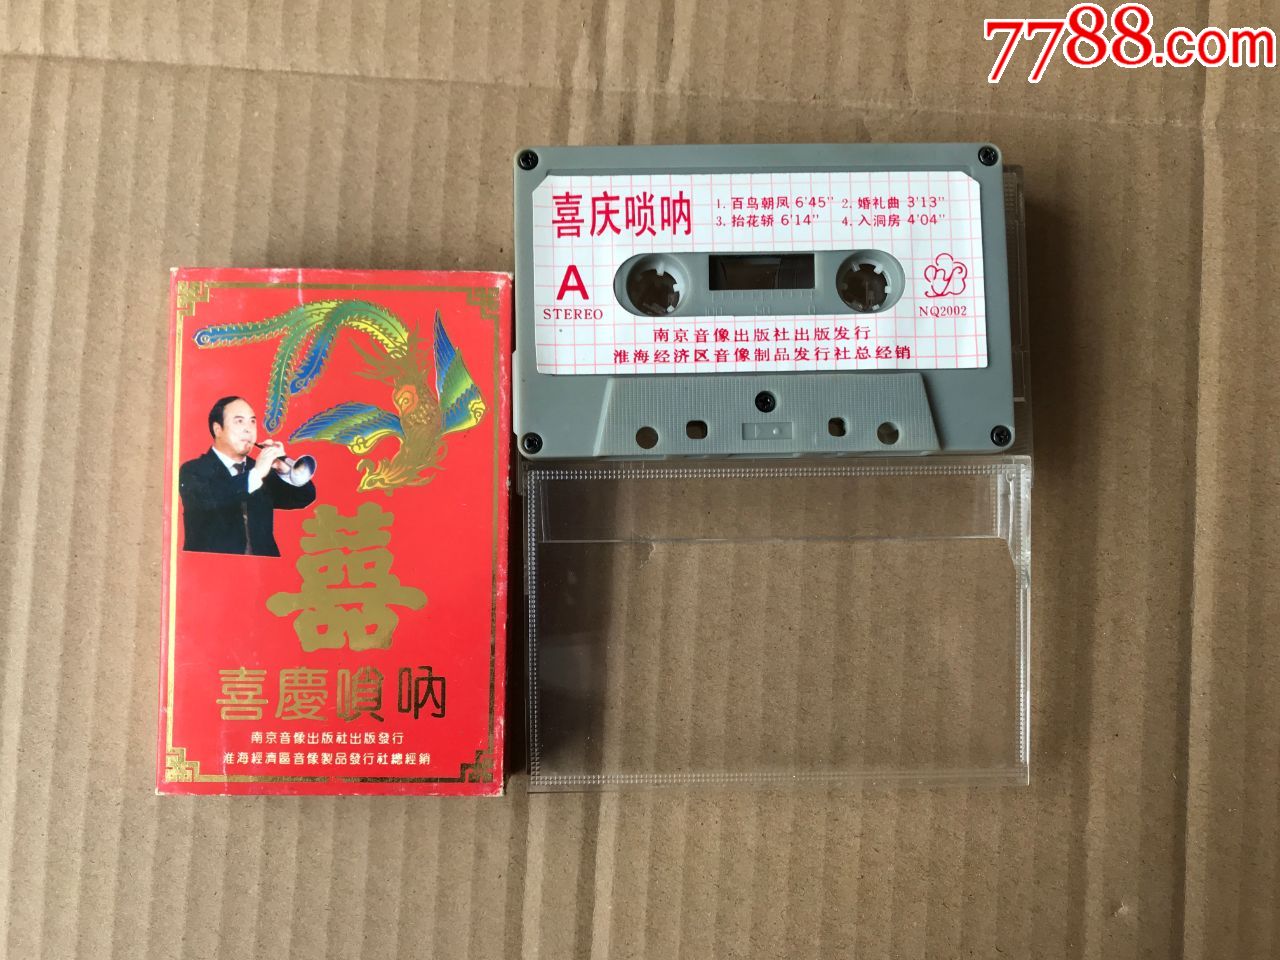 7788.com
喜庆唢呐
1. 百鸟朝凤 6'45" 2. 婚礼曲 3'13"
3. 抬花轿 6'14" 4. 入洞房 4'04"
A
STEREO
NQ2002
南京音像出版社出版发行
淮海经济区音像制品发行社总经销
囍
喜慶嗩吶
南京音像出版社出版發行
淮海經濟區音像製品發行社總經銷